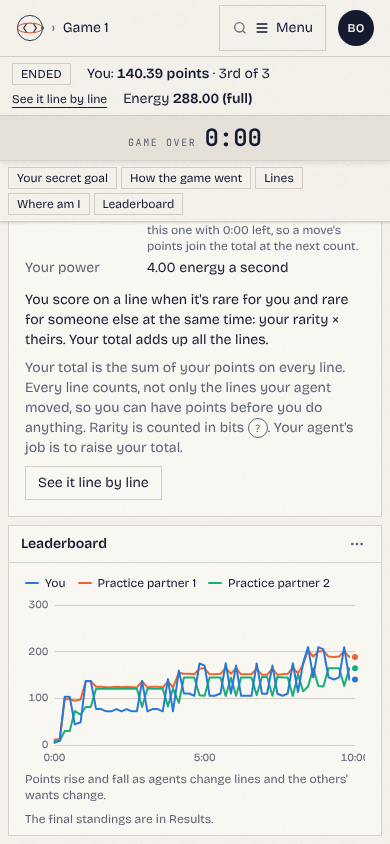 › Game 1
Menu
BO
ENDED You: 140.39 points · 3rd of 3
See it line by line Energy 288.00 (full)
GAME OVER 0:00
Your secret goal How the game went Lines
Where am I Leaderboard
this one with 0:00 left, so a move's
points join the total at the next count.
Your power 4.00 energy a second
You score on a line when it's rare for you and rare
for someone else at the same time: your rarity ×
theirs. Your total adds up all the lines.
Your total is the sum of your points on every line.
Every line counts, not only the lines your agent
moved, so you can have points before you do
anything. Rarity is counted in bits ?. Your agent's
job is to raise your total.
See it line by line
Leaderboard
You Practice partner 1 Practice partner 2
300
200
100
0
0:00 5:00 10:00
Points rise and fall as agents change lines and the others'
wants change.
The final standings are in Results.